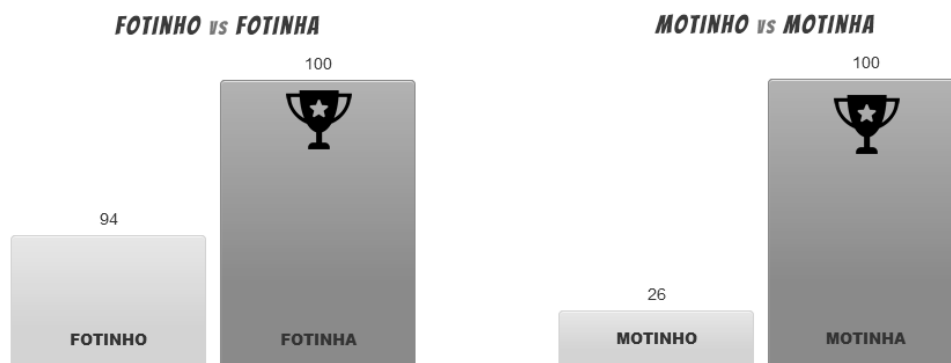 FOTINHO vs FOTINHA
100
94
FOTINHO
FOTINHA
MOTINHO vs MOTINHA
100
26
MOTINHO
MOTINHA